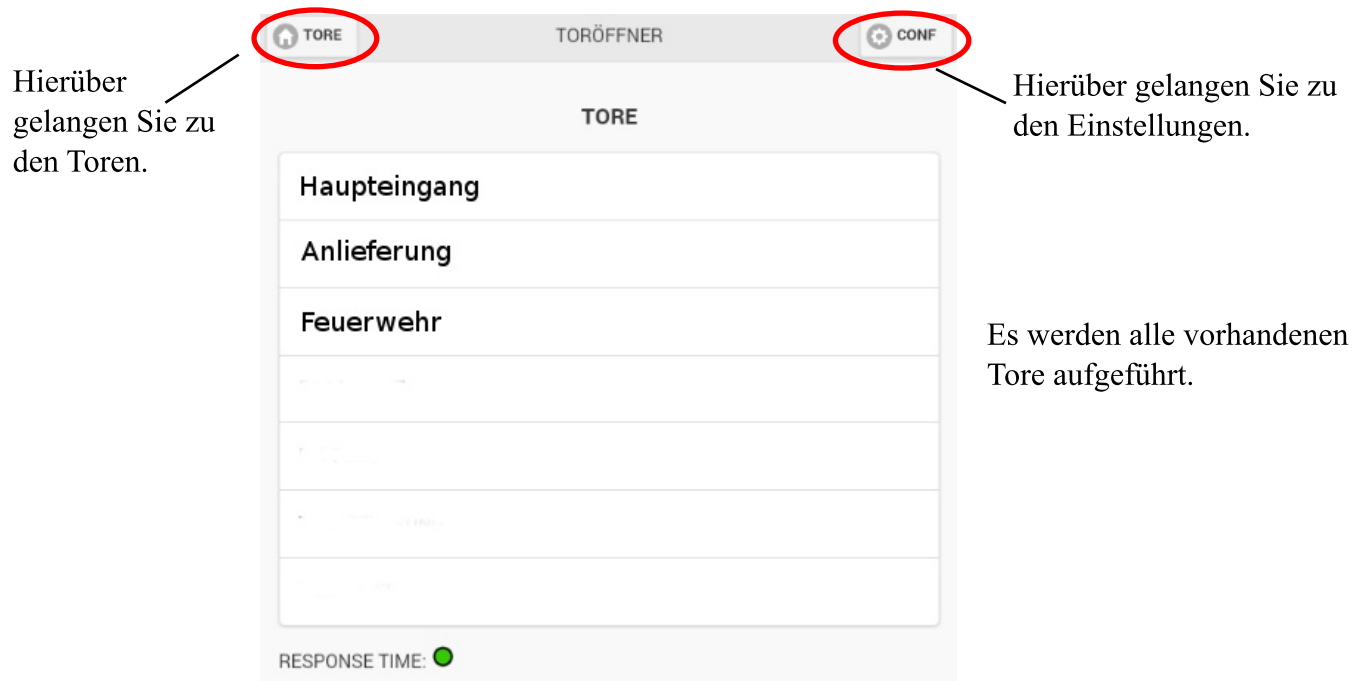 TORE
TORÖFFNER
CONF
Hierüber
gelangen Sie zu
den Toren.
Hierüber gelangen Sie zu
den Einstellungen.
TORE
Haupteingang
Anlieferung
Feuerwehr
Es werden alle vorhandenen
Tore aufgeführt.
RESPONSE TIME: